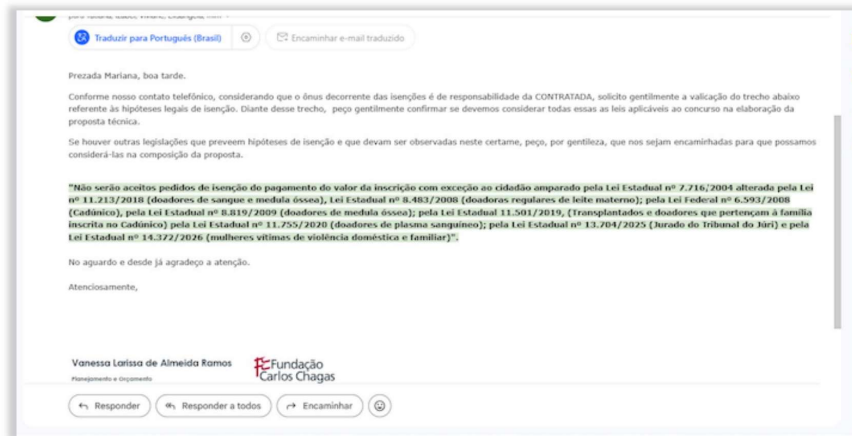 Traduzir para Português (Brasil)
Encaminhar e-mail traduzido
Prezada Mariana, boa tarde.
Conforme nosso contato telefônico, considerando que o ônus decorrente das isenções é de responsabilidade da CONTRATADA, solicito gentilmente a valicação do trecho abaixo
referente às hipóteses legais de isenção. Diante desse trecho, peço gentilmente confirmar se devemos considerar todas essas as leis aplicáveis ao concurso na elaboração da
proposta técnica.
Se houver outras legislações que preveem hipóteses de isenção e que devam ser observadas neste certame, peço, por gentileza, que nos sejam encamirhadas para que possamos
considerá-las na composição da proposta.
"Não serão aceitos pedidos de isenção do pagamento do valor da inscrição com exceção ao cidadão amparado pela Lei Estadual nº 7.716/2004 alterada pela Lei
nº 11.213/2018 (doadores de sangue e medula óssea), Lei Estadual nº 8.483/2008 (doadoras regulares de leite materno); pela Lei Federal nº 6.593/2008
(Cadúnico), pela Lei Estadual nº 8.819/2009 (doadores de medula óssea); pela Lei Estadual 11.501/2019, (Transplantados e doadores que pertençam à família
inscrita no Cadúnico) pela Lei Estadual nº 11.755/2020 (doadores de plasma sanguíneo); pela Lei Estadual nº 13.704/2025 (Jurado do Tribunal do Júri) e pela
Lei Estadual nº 14.372/2026 (mulheres vítimas de violência doméstica e familiar)".
No aguardo e desde já agradeço a atenção.
Atenciosamente,
Vanessa Larissa de Almeida Ramos
Planejamento e Orçamento
Fundação
Carlos Chagas
Responder
Responder a todos
Encaminhar